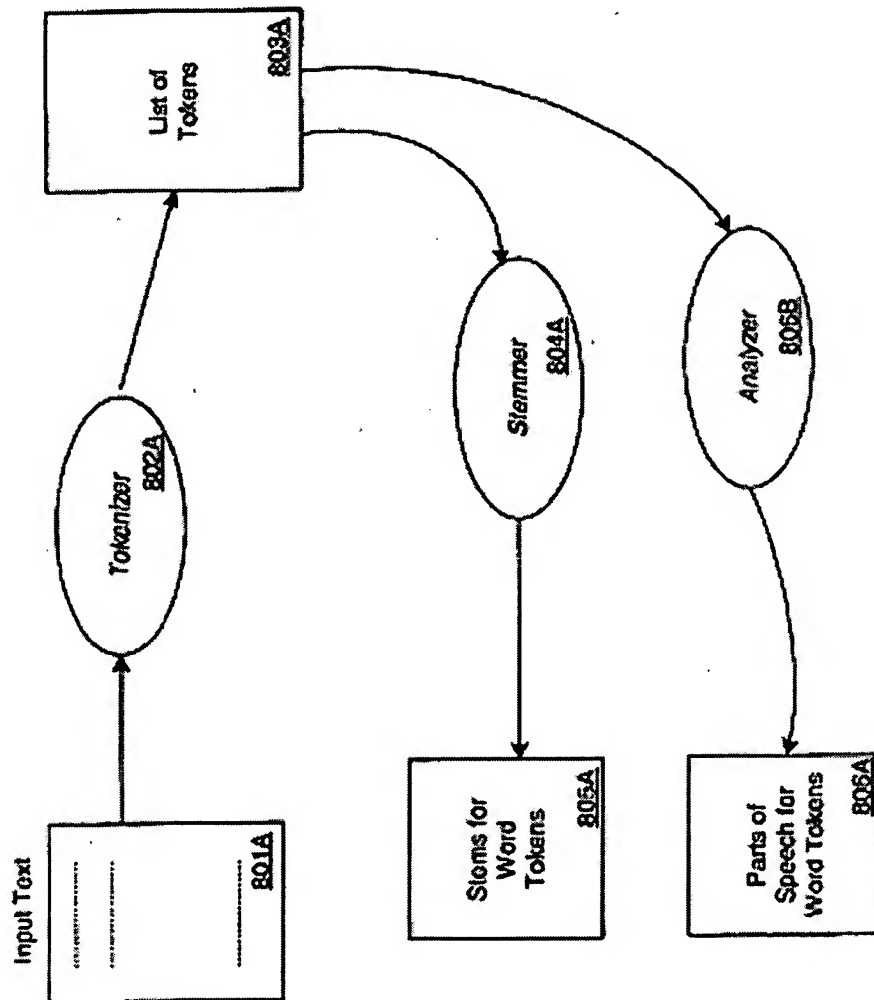 Input Text
801A
Tokenizer
802A
List of
Tokens
803A
Stemmer
804A
Stems for
Word
Tokens
805A
Analyzer
806B
Parts of
Speech for
Word Tokens
806A